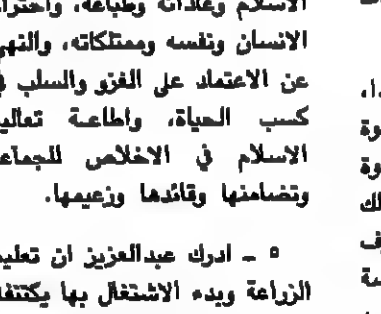 الاسلام وعاداته وطباعه، واحترام
الانسان ونفسه وممتلكاته، والنهي
عن الاعتماد على الغزو والسلب في
كسب الحياة، واطاعة تعاليم
الاسلام في الاخلاص للجماعة
وتضامنها وقائدها وزعيمها.
٥ ـ ادرك عبدالعزيز ان تعليم
الزراعة وبدء الاشتغال بها يكتنفه